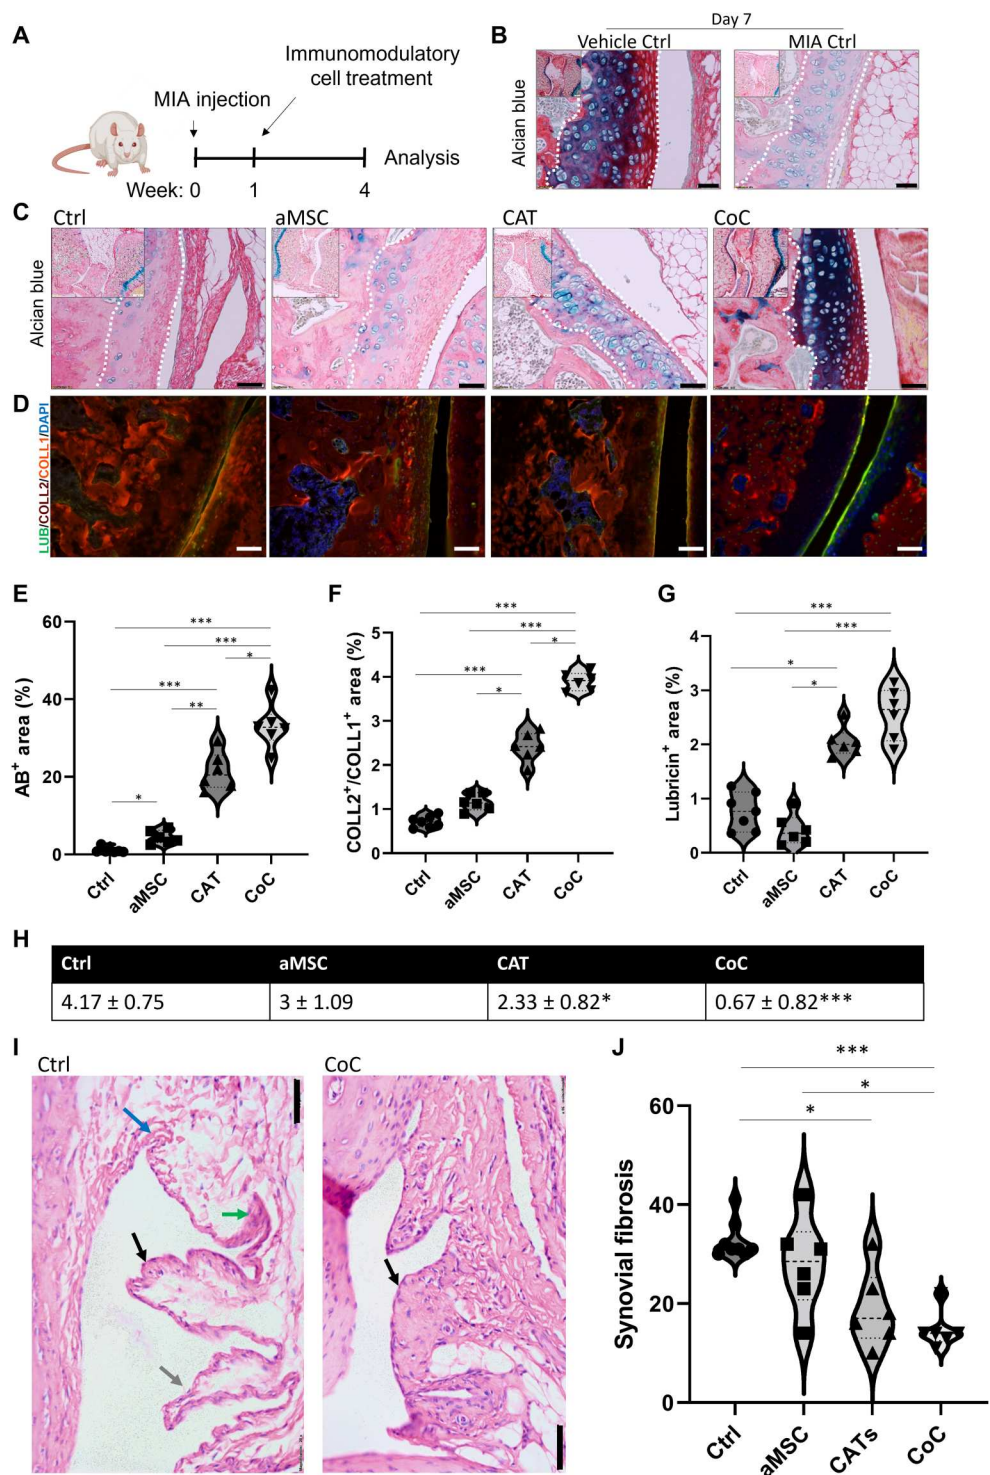 A
MIA injection
Immunomodulatory
cell treatment
Week: 0 1 4
Analysis
B
Day 7
Vehicle Ctrl MIA Ctrl
Alcian blue
C
Ctrl aMSC CAT CoC
Alcian blue
D
LUB/COLL2/COLL1/DAPI
E
AB⁺ area (%)
60
40
20
0
***
***
*
***
**
*
Ctrl aMSC CAT CoC
F
COLL2⁺/COLL1⁺ area (%)
5
4
3
2
1
0
***
***
*
***
*
Ctrl aMSC CAT CoC
G
Lubricin⁺ area (%)
4
3
2
1
0
***
***
*
*
Ctrl aMSC CAT CoC
H
Ctrl aMSC CAT CoC
4.17 ± 0.75 3 ± 1.09 2.33 ± 0.82* 0.67 ± 0.82***
I
Ctrl CoC
J
Synovial fibrosis
60
40
20
0
***
*
*
Ctrl aMSC CATs CoC